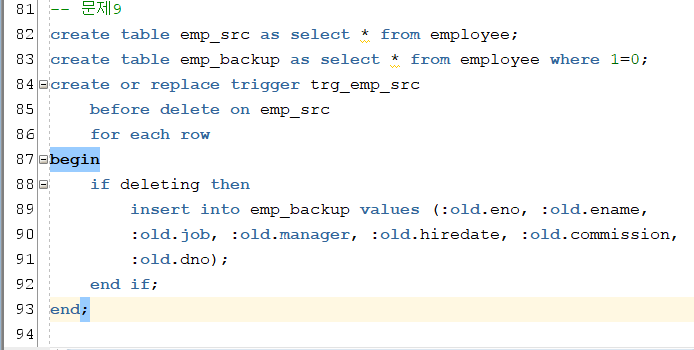 81 -- 문제9
82 create table emp_src as select * from employee;
83 create table emp_backup as select * from employee where 1=0;
84 create or replace trigger trg_emp_src
85     before delete on emp_src
86     for each row
87 begin
88     if deleting then
89         insert into emp_backup values (:old.eno, :old.ename,
90         :old.job, :old.manager, :old.hiredate, :old.commission,
91         :old.dno);
92     end if;
93 end;
94